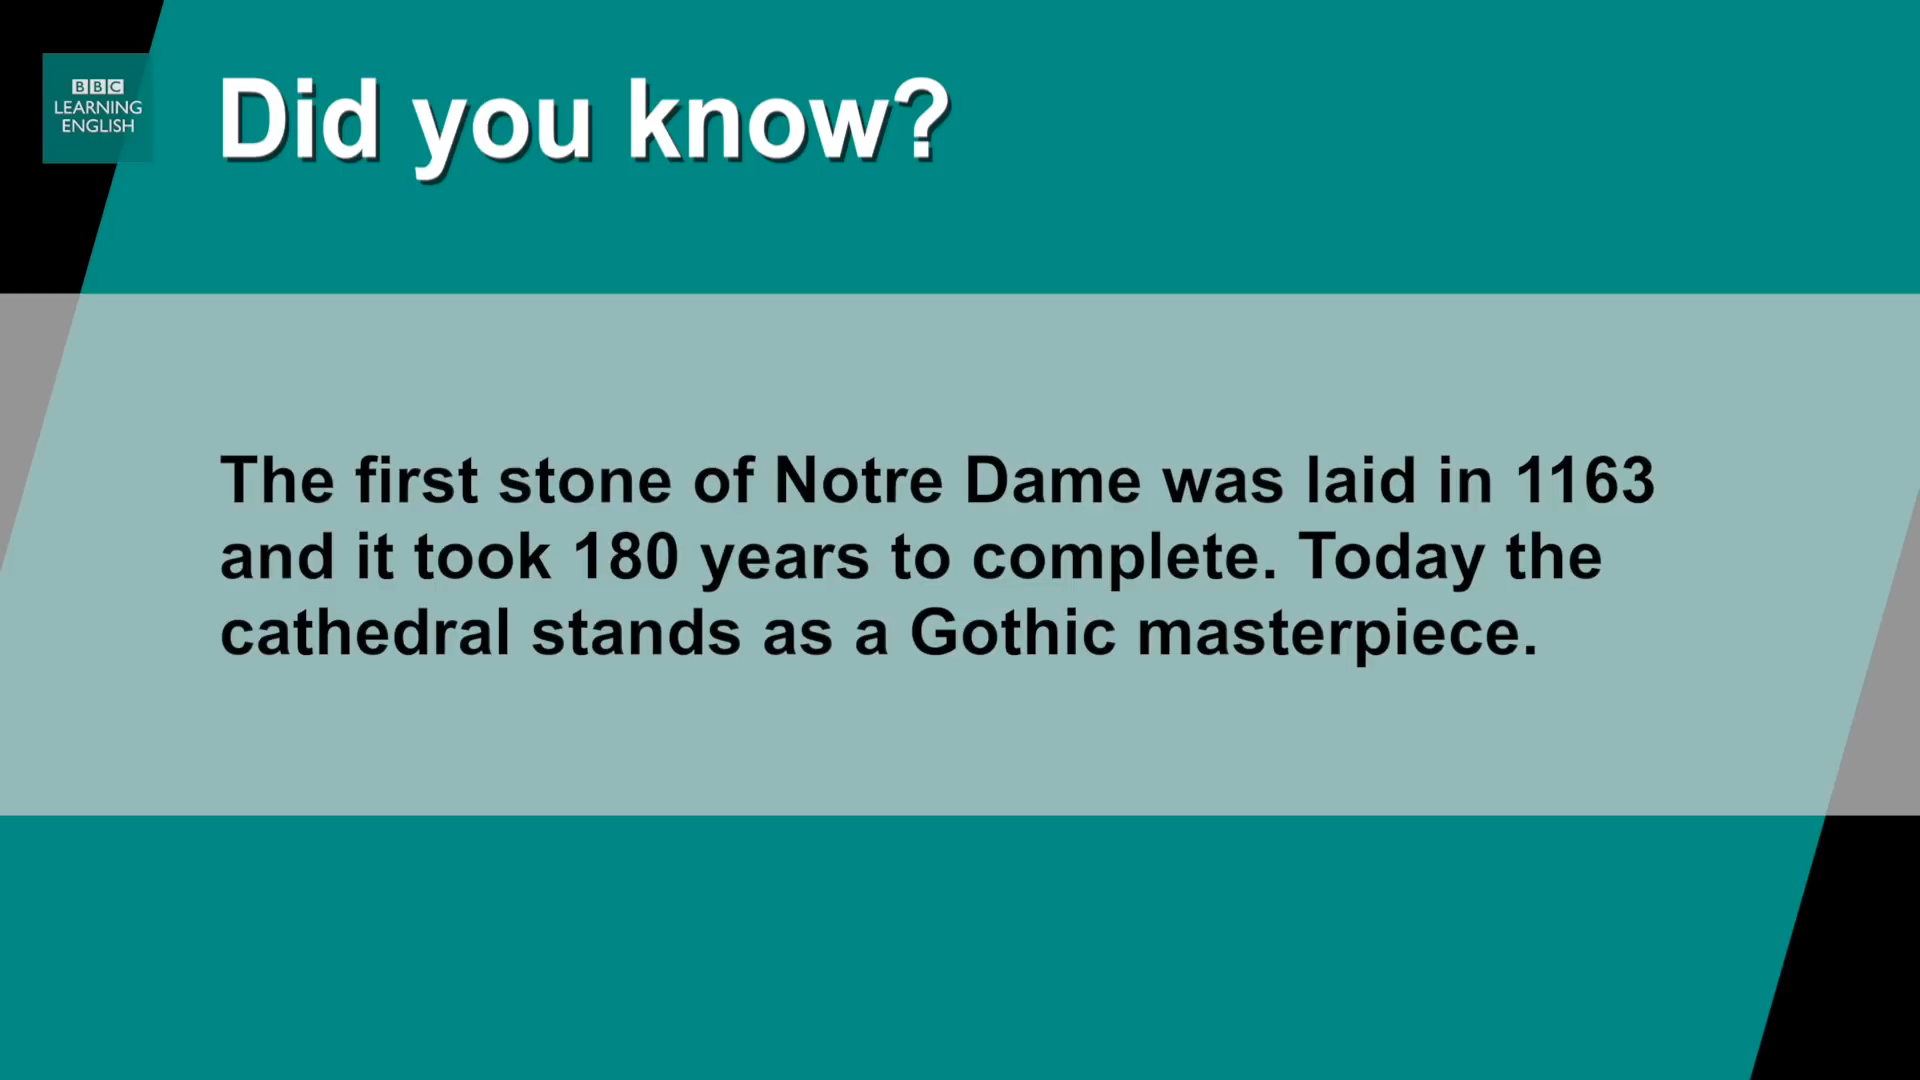 BBC
LEARNING
ENGLISH
Did you know?
The first stone of Notre Dame was laid in 1163
and it took 180 years to complete. Today the
cathedral stands as a Gothic masterpiece.